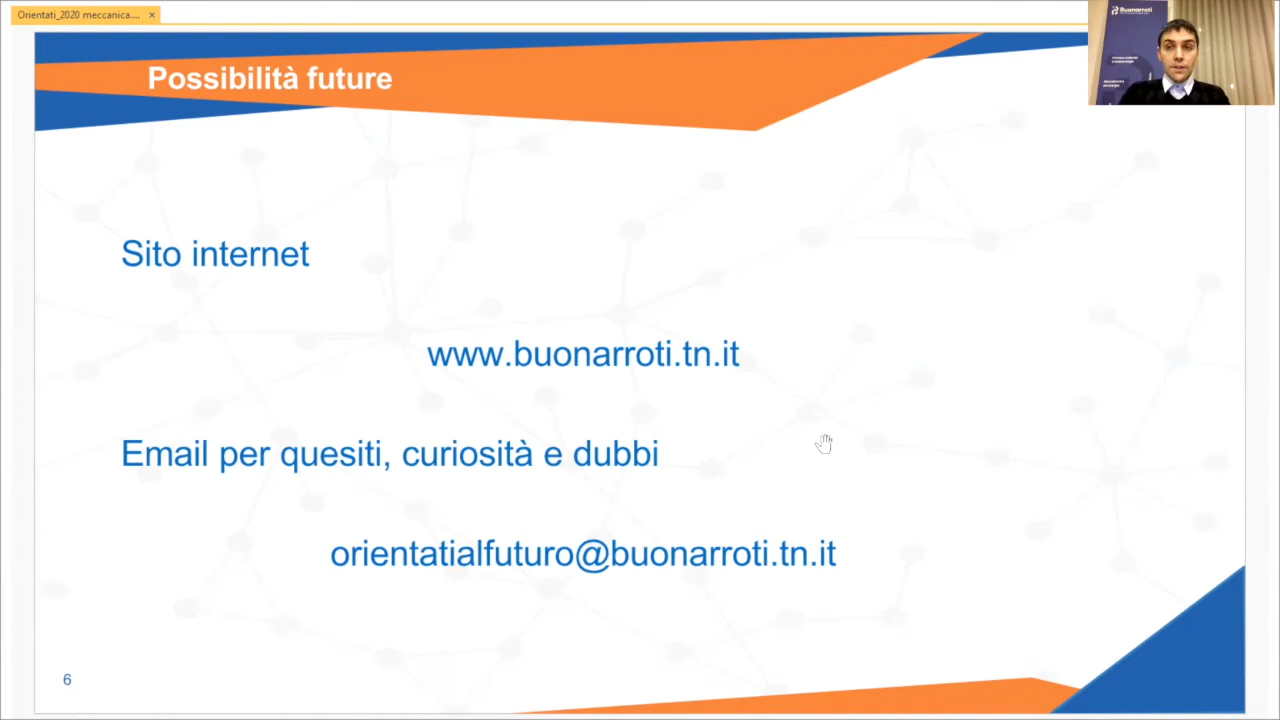 Orientati_2020 meccanica....
Buonarroti
Possibilità future
Sito internet
www.buonarroti.tn.it
Email per quesiti, curiosità e dubbi
orientatialfuturo@buonarroti.tn.it
6